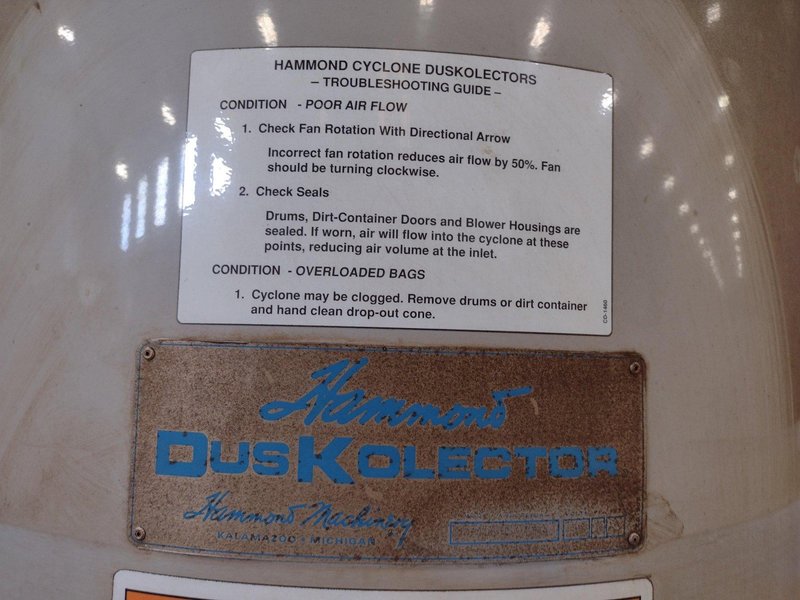 HAMMOND CYCLONE DUSKOLECTORS
– TROUBLESHOOTING GUIDE –
CONDITION - POOR AIR FLOW
1. Check Fan Rotation With Directional Arrow
Incorrect fan rotation reduces air flow by 50%. Fan
should be turning clockwise.
2. Check Seals
Drums, Dirt-Container Doors and Blower Housings are
sealed. If worn, air will flow into the cyclone at these
points, reducing air volume at the inlet.
CONDITION - OVERLOADED BAGS
1. Cyclone may be clogged. Remove drums or dirt container
and hand clean drop-out cone.
CD-1460
Hammond
DUSKOLECTOR
Hammond Machinery
KALAMAZOO • MICHIGAN